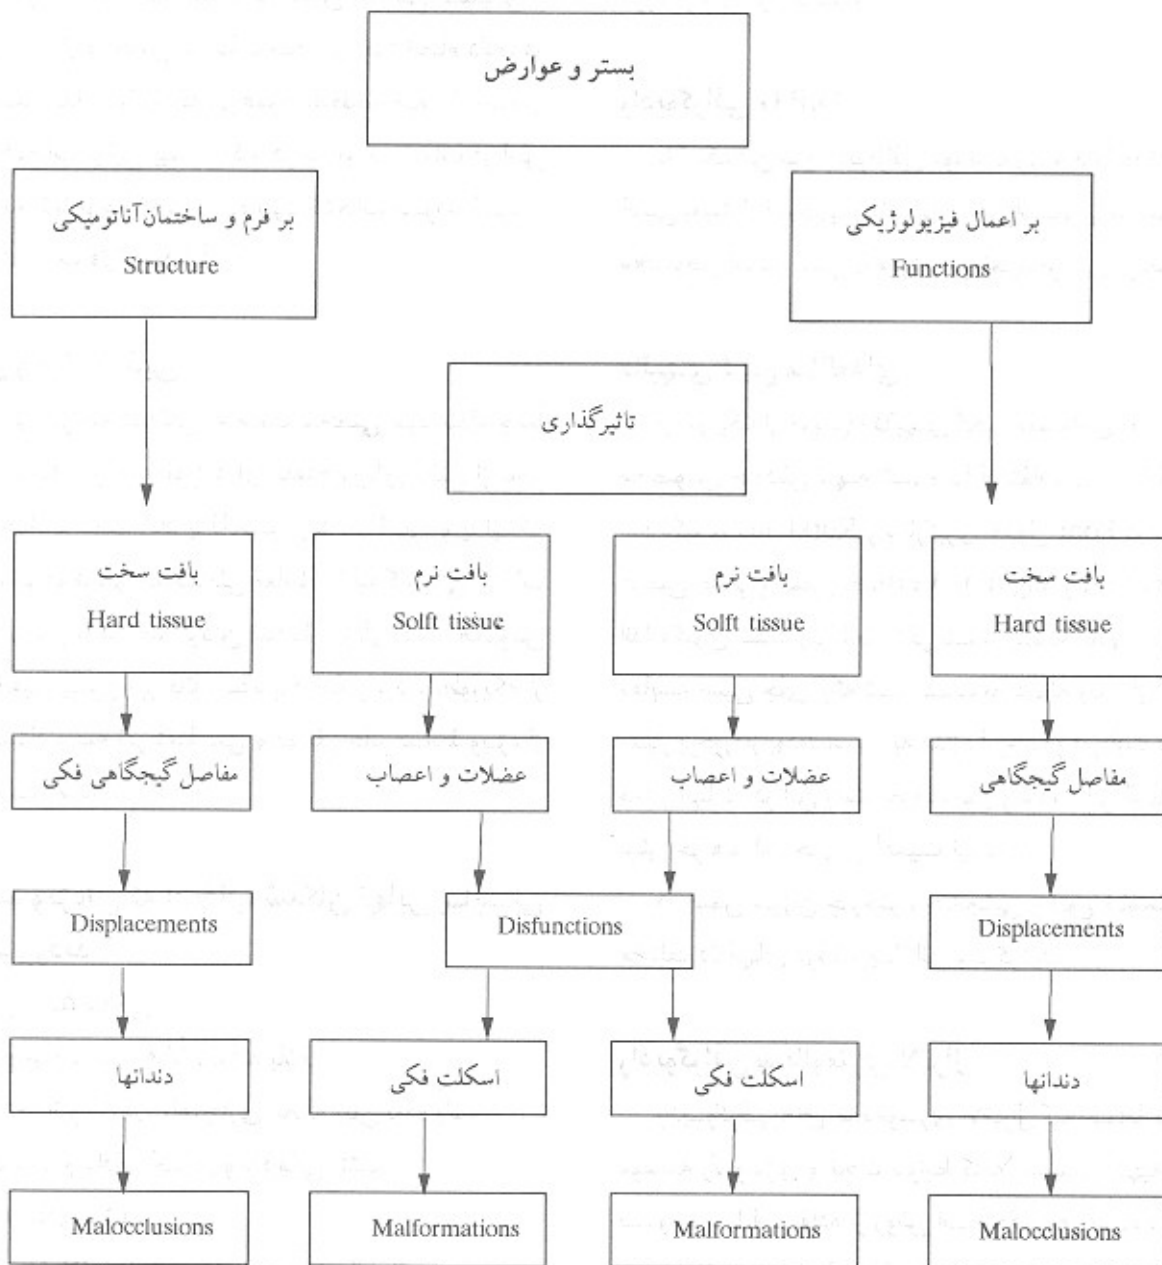 بستر و عوارض
بر اعمال فیزیولوژیکی
Functions
بر فرم و ساختمان آناتومیکی
Structure
تاثیرگذاری
بافت سخت
Hard tissue
بافت نرم
Solft tissue
بافت نرم
Solft tissue
بافت سخت
Hard tissue
مفاصل گیجگاهی
عضلات و اعصاب
عضلات و اعصاب
مفاصل گیجگاهی فکی
Displacements
Disfunctions
Displacements
دندانها
اسکلت فکی
اسکلت فکی
دندانها
Malocclusions
Malformations
Malformations
Malocclusions